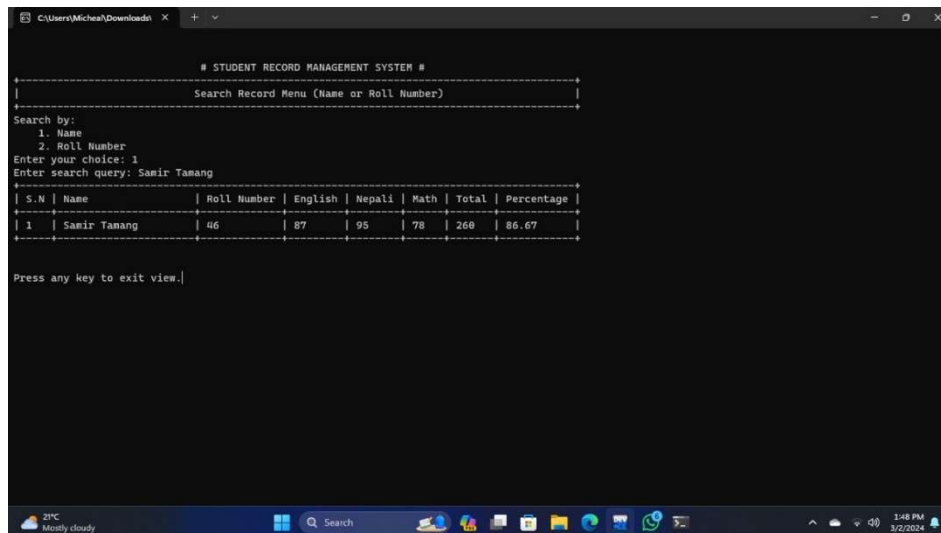 C:\Users\Micheal\Downloads\
# STUDENT RECORD MANAGEMENT SYSTEM #
Search Record Menu (Name or Roll Number)
Search by:
1. Name
2. Roll Number
Enter your choice: 1
Enter search query: Samir Tamang
| S.N | Name | Roll Number | English | Nepali | Math | Total | Percentage |
| 1 | Samir Tamang | 46 | 87 | 95 | 78 | 260 | 86.67 |
Press any key to exit view.
21°C
Mostly cloudy
Search
1:48 PM
3/2/2024